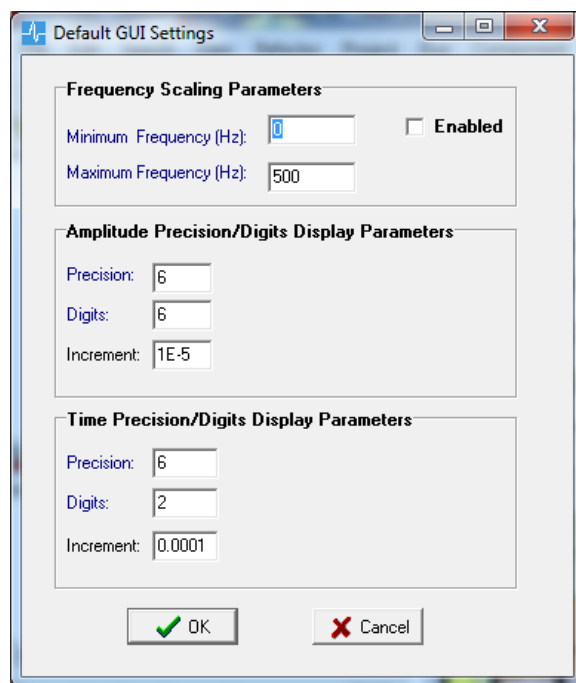 Default GUI Settings
Frequency Scaling Parameters
Minimum Frequency (Hz): 0
Enabled
Maximum Frequency (Hz): 500
Amplitude Precision/Digits Display Parameters
Precision: 6
Digits: 6
Increment: 1E-5
Time Precision/Digits Display Parameters
Precision: 6
Digits: 2
Increment: 0.0001
OK Cancel